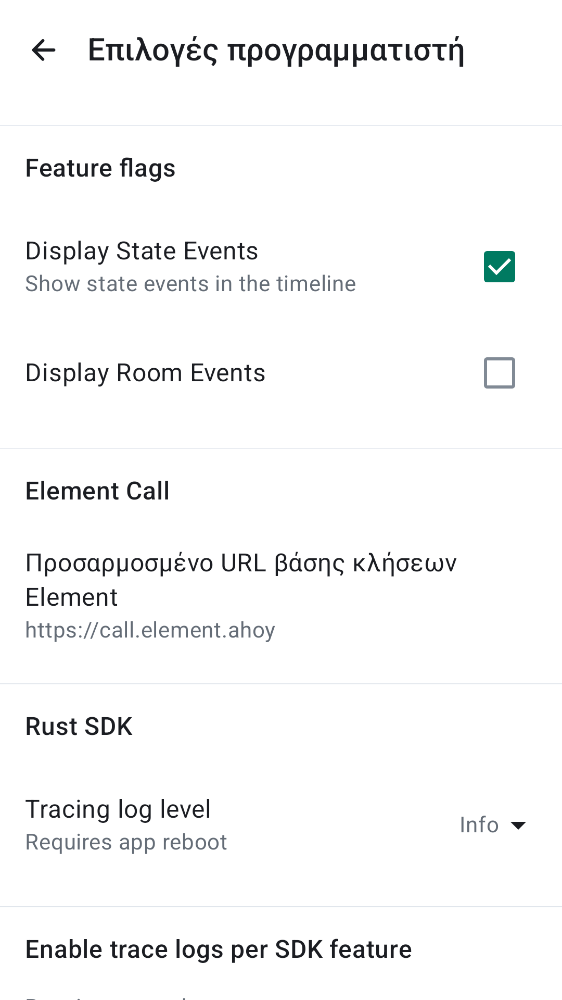 Επιλογές προγραμματιστή
Feature flags
Display State Events
Show state events in the timeline
Display Room Events
Element Call
Προσαρμοσμένο URL βάσης κλήσεων
Element
https://call.element.ahoy
Rust SDK
Tracing log level
Requires app reboot
Info
Enable trace logs per SDK feature